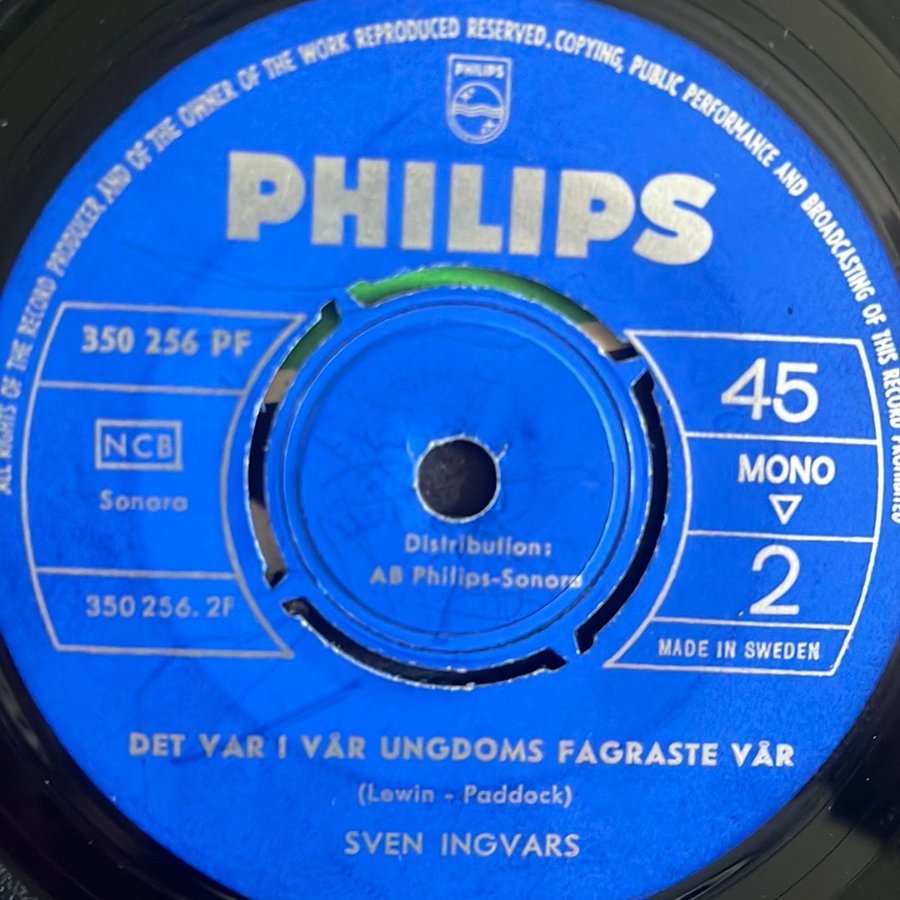 ALL RIGHTS OF THE RECORD PRODUCER AND OF THE OWNER OF THE WORK REPRODUCED RESERVED. COPYING, PUBLIC PERFORMANCE AND BROADCASTING OF THIS RECORD PROHIBITED
PHILIPS
PHILIPS
350 256 PF
NCB
Sonora
350 256. 2F
45
MONO
2
MADE IN SWEDEN
Distribution:
AB Philips-Sonora
DET VAR I VÅR UNGDOMS FAGRASTE VÅR
(Lewin - Paddock)
SVEN INGVARS